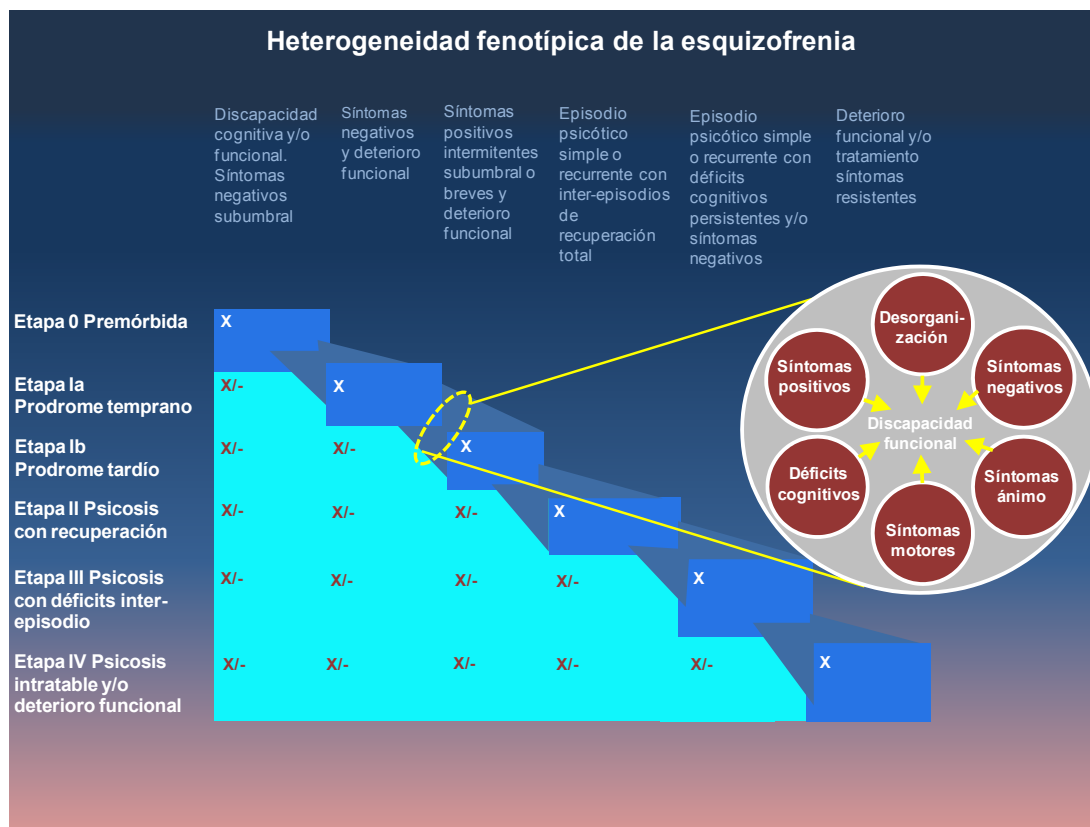 Heterogeneidad fenotípica de la esquizofrenia
Discapacidad
cognitiva y/o
funcional.
Síntomas
negativos
subumbral
Síntomas
negativos
y deterioro
funcional
Síntomas
positivos
intermitentes
subumbral o
breves y
deterioro
funcional
Episodio
psicótico
simple o
recurrente con
inter-episodios
de
recuperación
total
Episodio
psicótico simple
o recurrente con
déficits
cognitivos
persistentes y/o
síntomas
negativos
Deterioro
funcional y/o
tratamiento
síntomas
resistentes
Etapa 0 Premórbida
X
Etapa Ia
Prodrome temprano
X/-
X
Etapa Ib
Prodrome tardío
X/-
X/-
X
Etapa II Psicosis
con recuperación
X/-
X/-
X/-
X
Etapa III Psicosis
con déficits inter-
episodio
X/-
X/-
X/-
X/-
X
Etapa IV Psicosis
intratable y/o
deterioro funcional
X/-
X/-
X/-
X/-
X/-
X
Desorgani-
zación
Síntomas
positivos
Síntomas
negativos
Discapacidad
funcional
Déficits
cognitivos
Síntomas
ánimo
Síntomas
motores